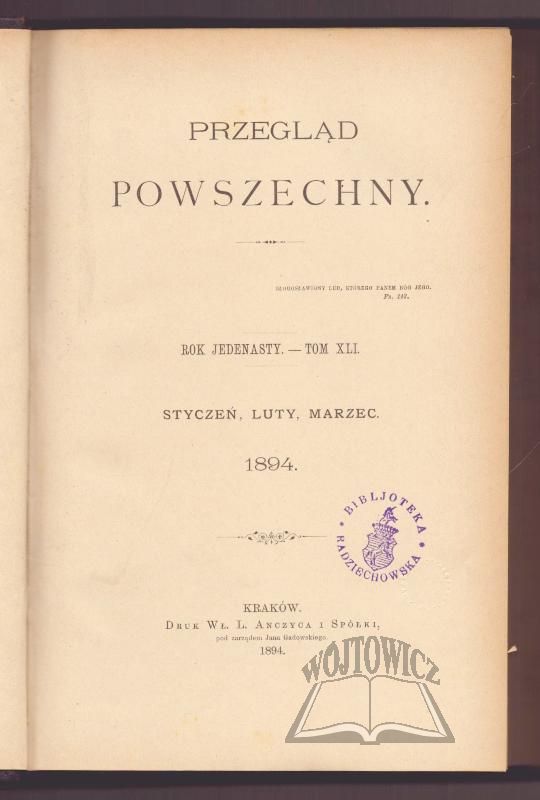 PRZEGLĄD
POWSZECHNY.
BŁOGOSŁAWIONY LUD, KTÓREGO PANEM BÓG JEGO.
Ps. 143.
ROK JEDENASTY. — TOM XLI.
STYCZEŃ, LUTY, MARZEC.
1894.
BIBLJOTEKA
RADZIECHOWSKA
KRAKÓW.
DRUK WŁ. L. ANCZYCA I SPÓŁKI,
pod zarządem Jana Gadowskiego.
1894.
WÓJTOWICZ